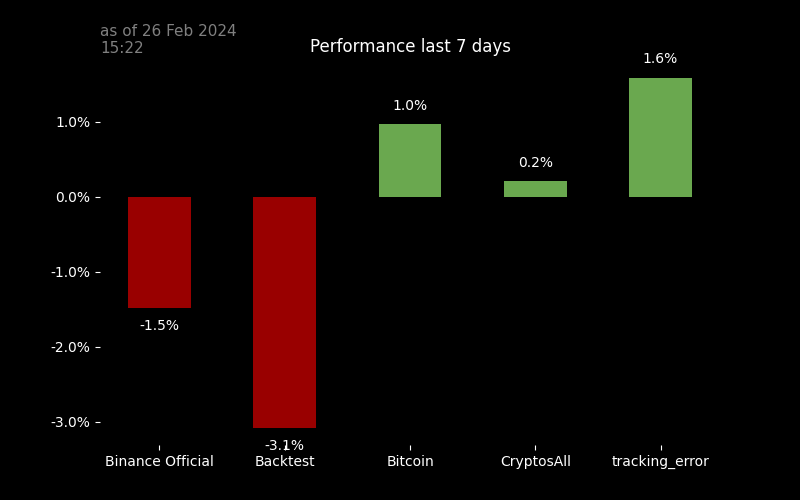 as of 26 Feb 2024
15:22
Performance last 7 days
1.6%
1.0%
1.0%
0.2%
0.0%
-1.0%
-1.5%
-2.0%
-3.0%
-3.1%
Binance Official
Backtest
Bitcoin
CryptosAll
tracking_error